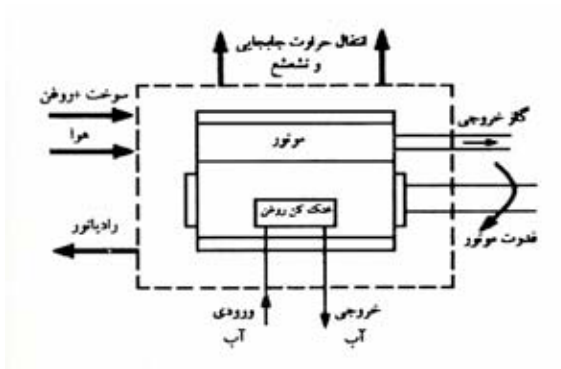 انتقال حرارت جابجایی
و تشعشع
سوخت + روغن
هوا
موتور
گاز خروجی
خنک کن روغن
رادیاتور
قدرت موتور
ورودی
آب
خروجی
آب